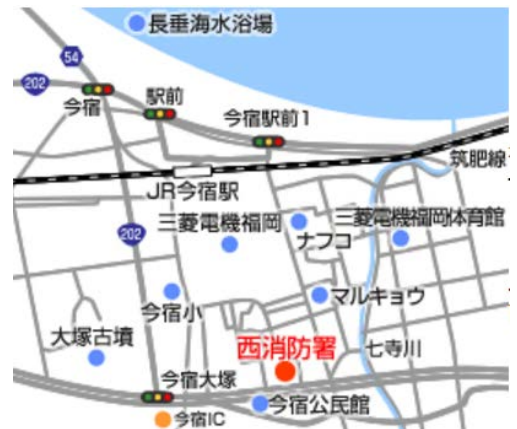 長垂海水浴場
54
202
今宿
駅前
今宿駅前1
筑肥線
JR今宿駅
202
三菱電機福岡
ナフコ
三菱電機福岡体育館
今宿小
マルキョウ
大塚古墳
西消防署
七寺川
今宿大塚
今宿公民館
今宿IC